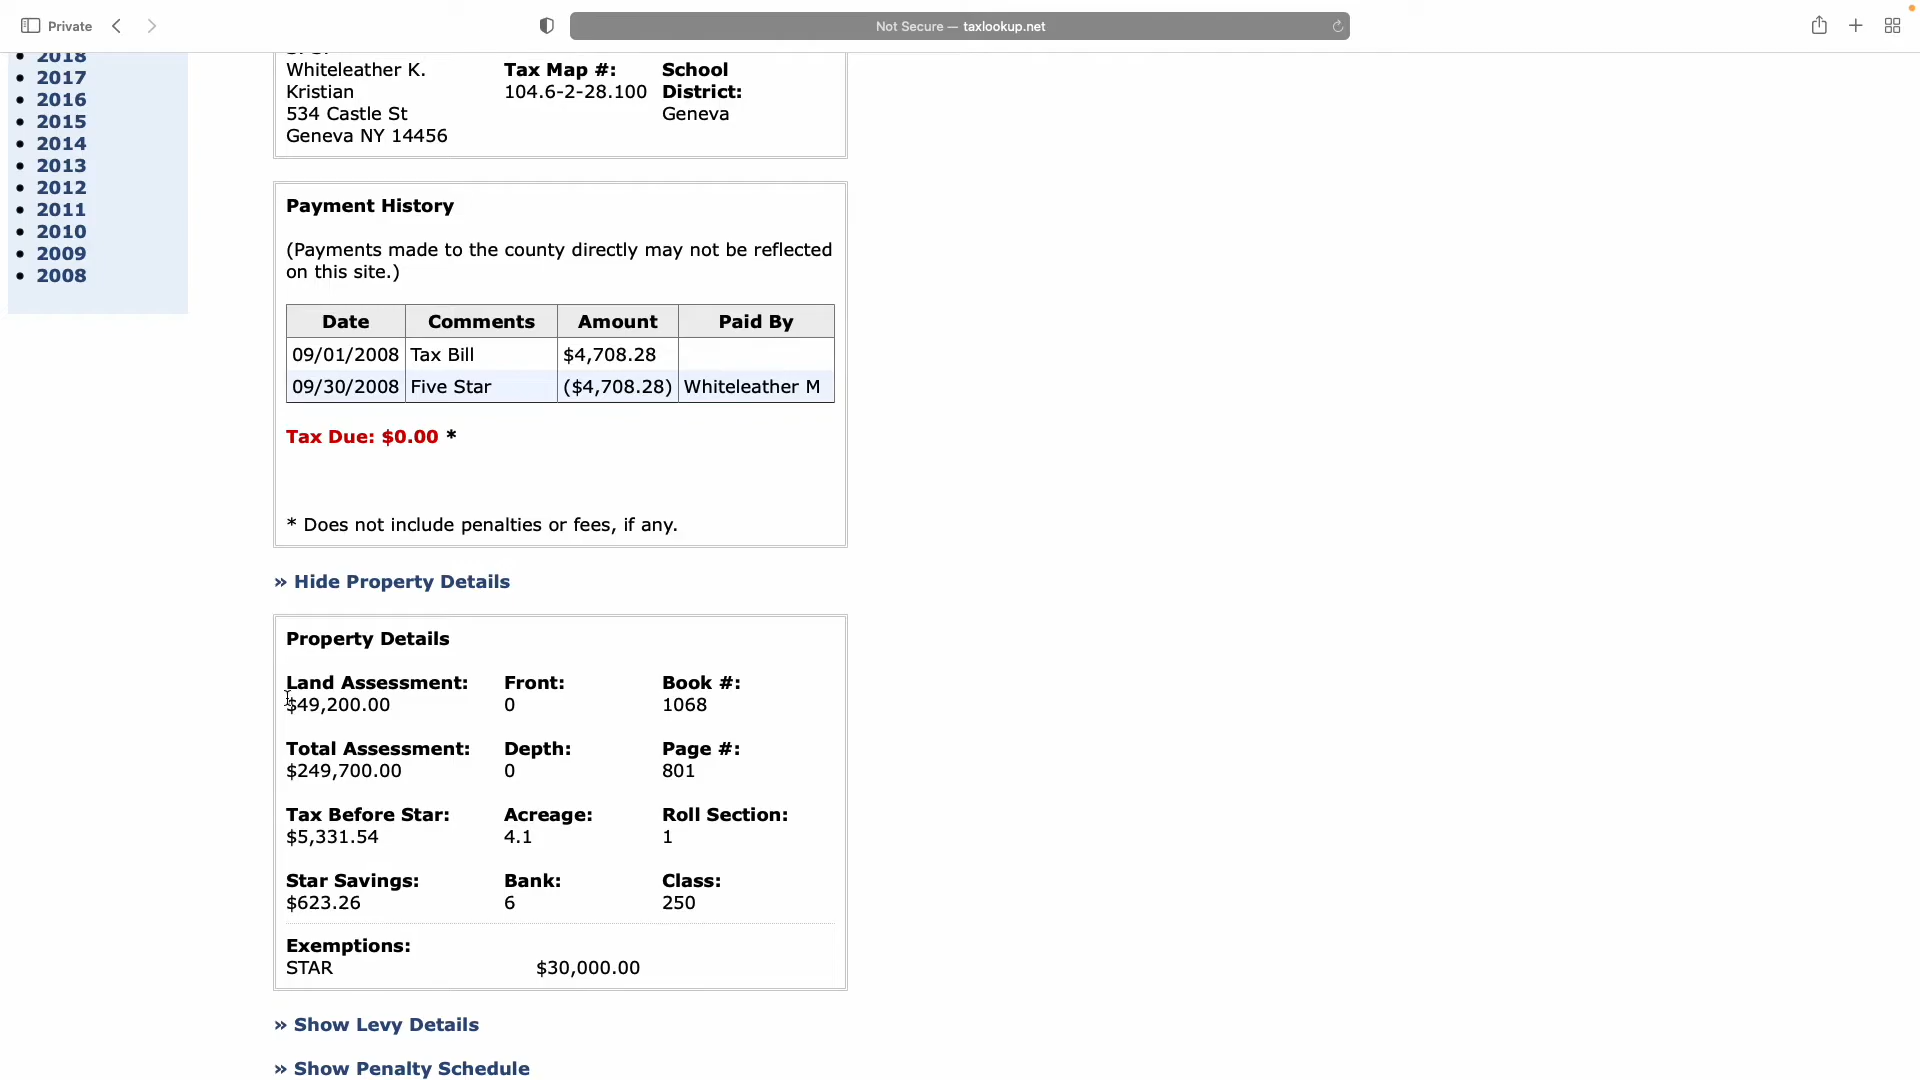 Private
Not Secure — taxlookup.net
2018
2017
2016
2015
2014
2013
2012
2011
2010
2009
2008
Whiteleather K.
Kristian
534 Castle St
Geneva NY 14456
Tax Map #:
104.6-2-28.100
School
District:
Geneva
Payment History
(Payments made to the county directly may not be reflected
on this site.)
Date Comments Amount Paid By
09/01/2008 Tax Bill $4,708.28
09/30/2008 Five Star ($4,708.28) Whiteleather M
Tax Due: $0.00 *
* Does not include penalties or fees, if any.
» Hide Property Details
Property Details
Land Assessment: Front: Book #:
$49,200.00 0 1068
Total Assessment: Depth: Page #:
$249,700.00 0 801
Tax Before Star: Acreage: Roll Section:
$5,331.54 4.1 1
Star Savings: Bank: Class:
$623.26 6 250
Exemptions:
STAR $30,000.00
» Show Levy Details
» Show Penalty Schedule